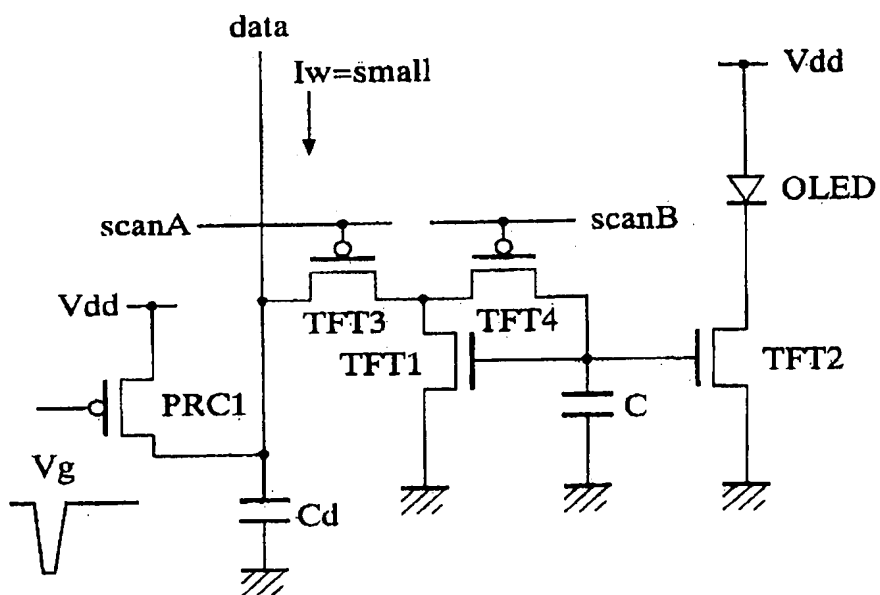 data
Iw=small
Vdd
OLED
scanA
scanB
Vdd
TFT3
TFT4
TFT1
TFT2
PRC1
C
Vg
Cd